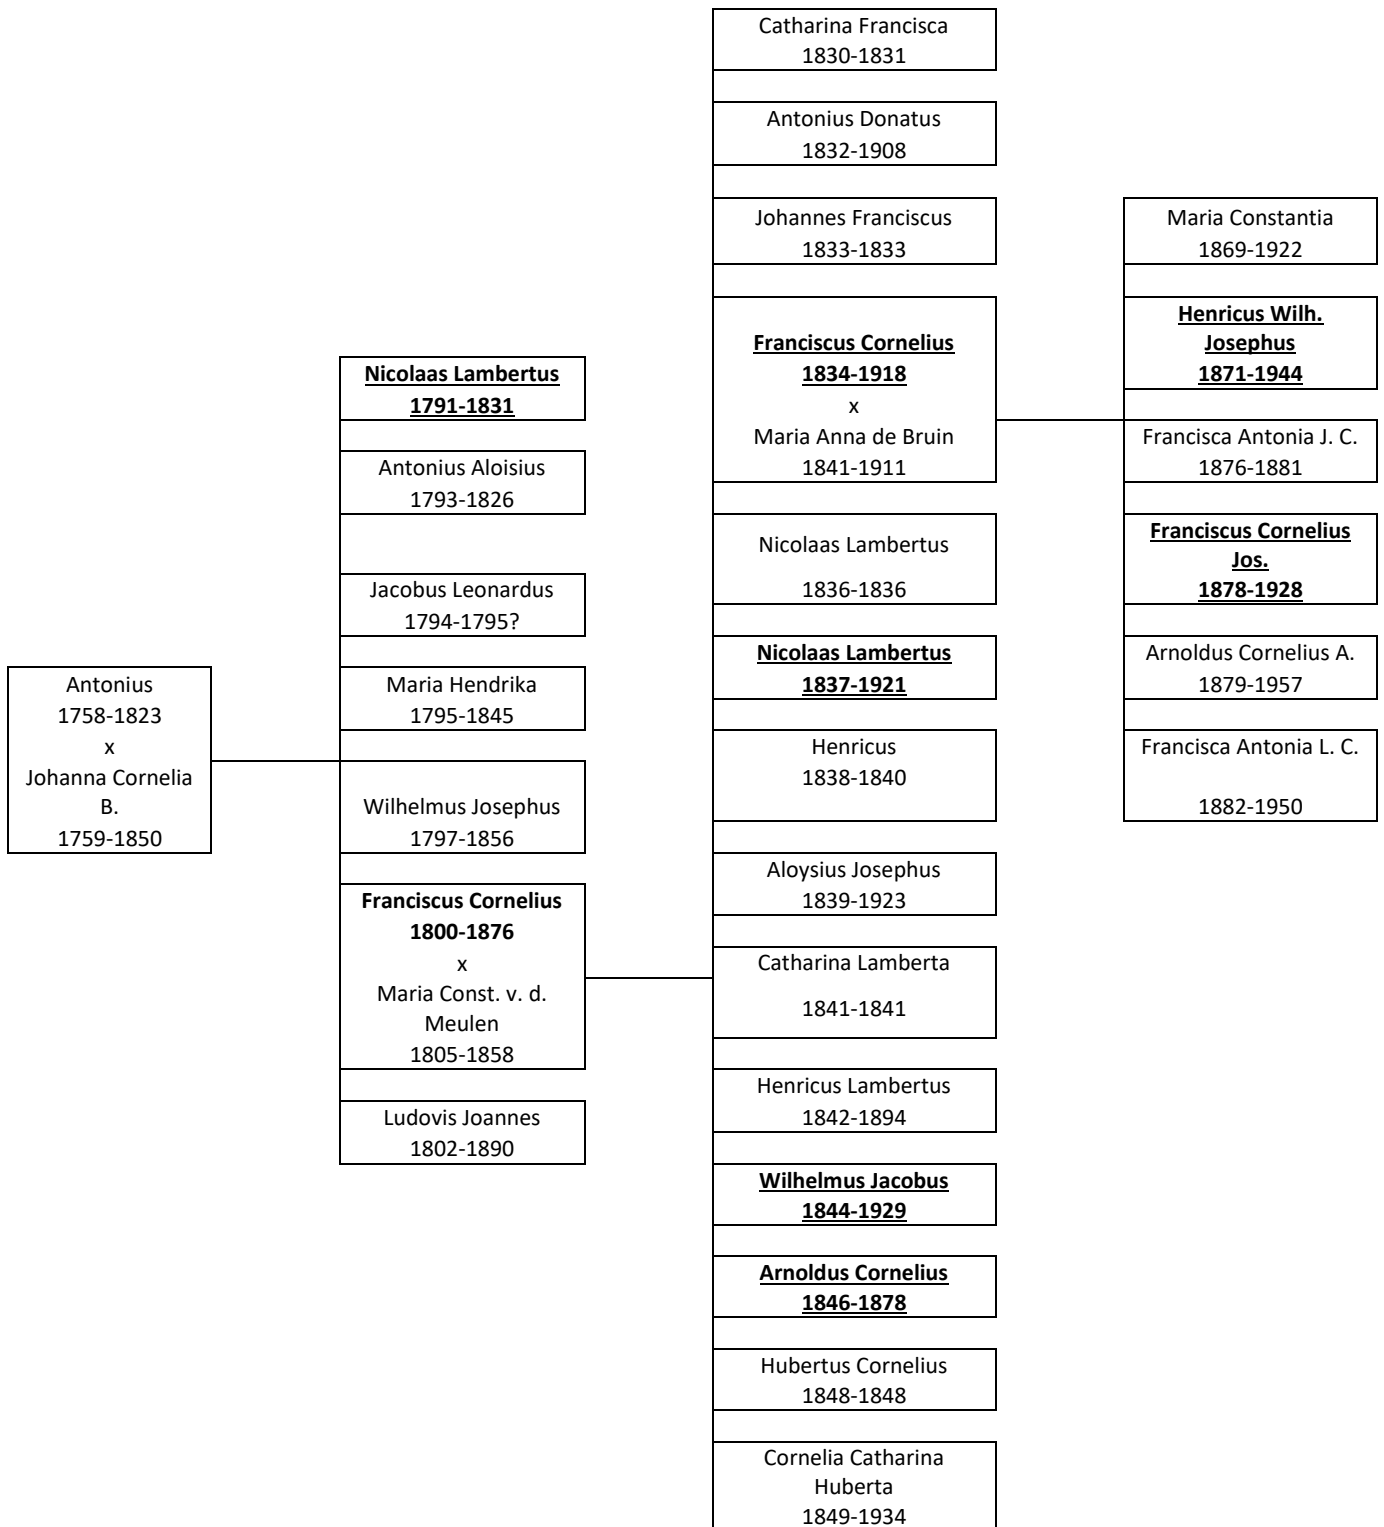 Antonius
1758-1823
x
Johanna Cornelia
B.
1759-1850
Nicolaas Lambertus
1791-1831
Antonius Aloisius
1793-1826
Jacobus Leonardus
1794-1795?
Maria Hendrika
1795-1845
Wilhelmus Josephus
1797-1856
Franciscus Cornelius
1800-1876
x
Maria Const. v. d.
Meulen
1805-1858
Ludovis Joannes
1802-1890
Catharina Francisca
1830-1831
Antonius Donatus
1832-1908
Johannes Franciscus
1833-1833
Franciscus Cornelius
1834-1918
x
Maria Anna de Bruin
1841-1911
Nicolaas Lambertus
1836-1836
Nicolaas Lambertus
1837-1921
Henricus
1838-1840
Aloysius Josephus
1839-1923
Catharina Lamberta
1841-1841
Henricus Lambertus
1842-1894
Wilhelmus Jacobus
1844-1929
Arnoldus Cornelius
1846-1878
Hubertus Cornelius
1848-1848
Cornelia Catharina
Huberta
1849-1934
Maria Constantia
1869-1922
Henricus Wilh.
Josephus
1871-1944
Francisca Antonia J. C.
1876-1881
Franciscus Cornelius
Jos.
1878-1928
Arnoldus Cornelius A.
1879-1957
Francisca Antonia L. C.
1882-1950